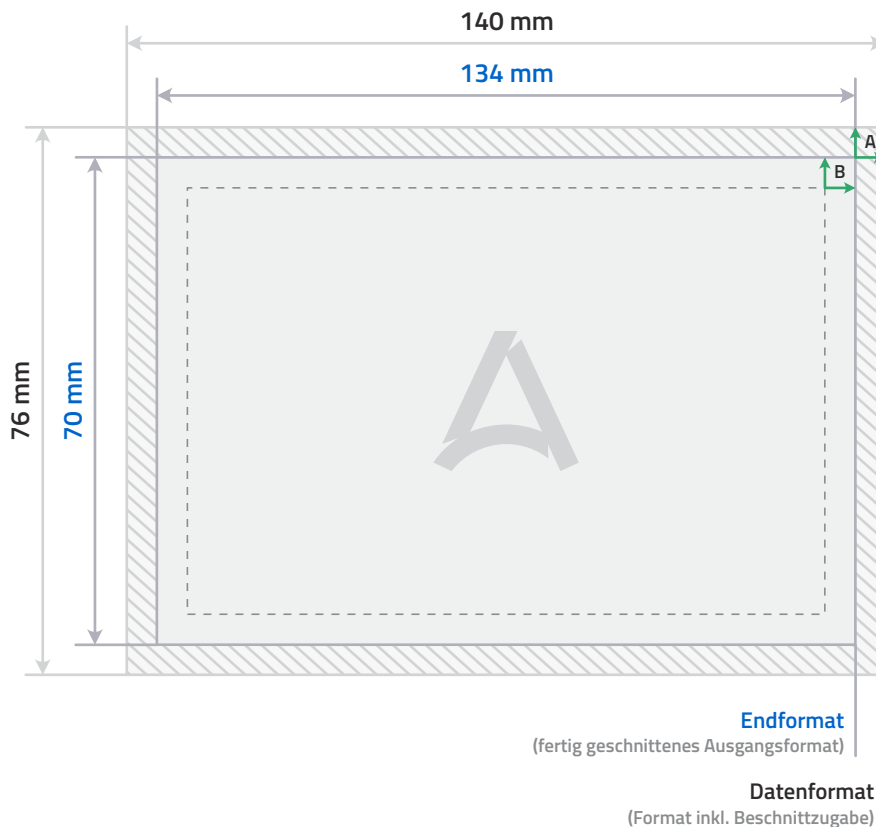 140 mm
134 mm
A
B
76 mm
70 mm
Endformat
(fertig geschnittenes Ausgangsformat)
Datenformat
(Format inkl. Beschnittzugabe)